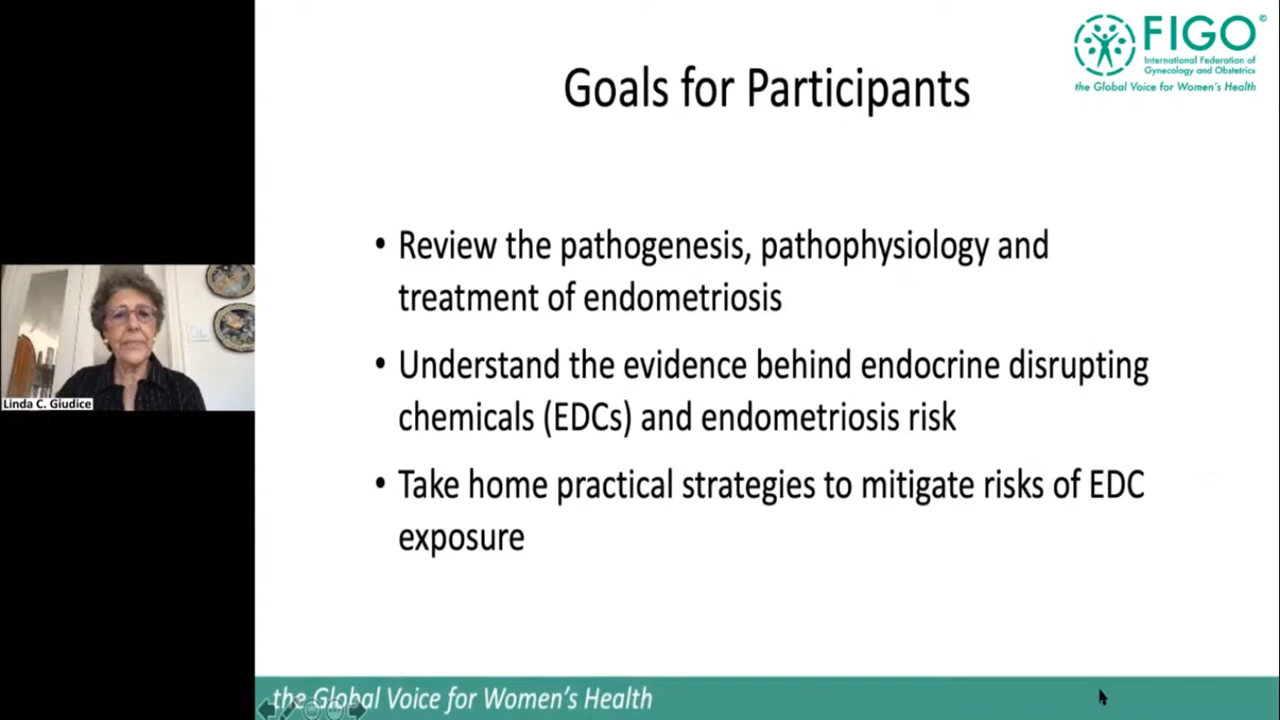 FIGO©
International Federation of
Gynecology and Obstetrics
the Global Voice for Women's Health
Goals for Participants
• Review the pathogenesis, pathophysiology and
treatment of endometriosis
• Understand the evidence behind endocrine disrupting
chemicals (EDCs) and endometriosis risk
• Take home practical strategies to mitigate risks of EDC
exposure
Linda C. Giudice
the Global Voice for Women's Health